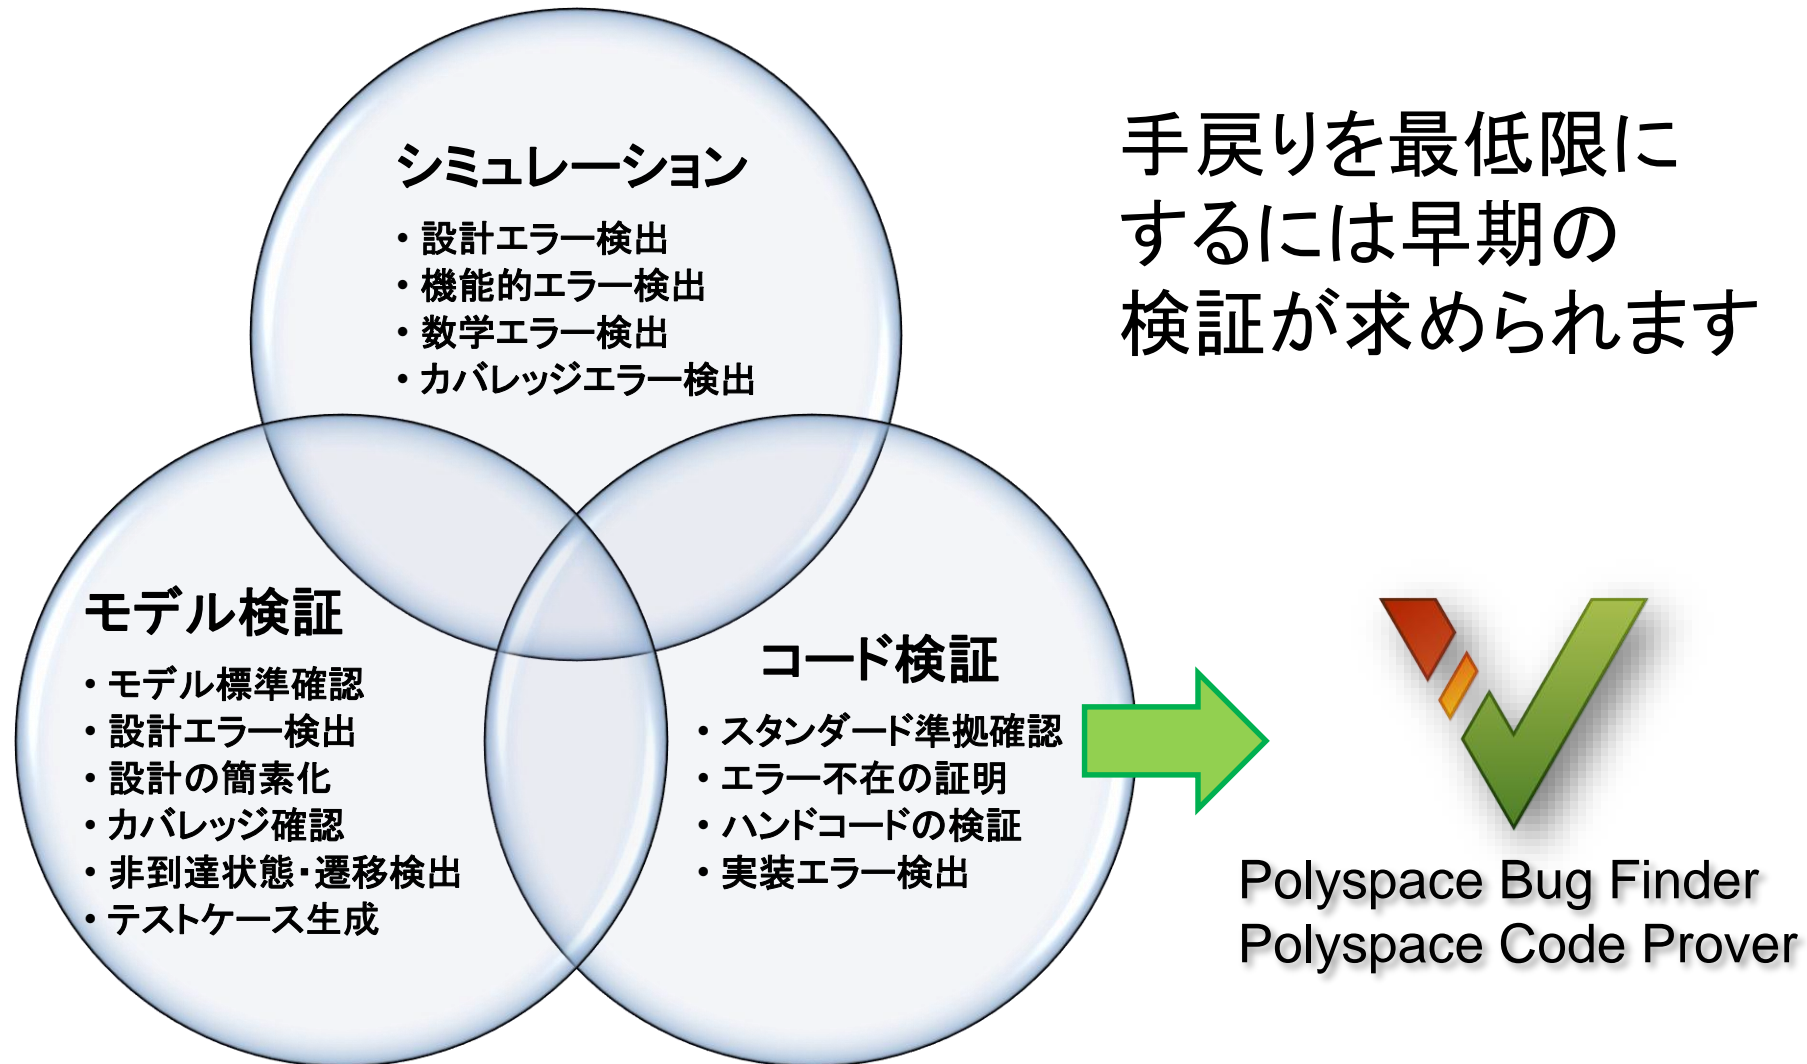 シミュレーション
・設計エラー検出
・機能的エラー検出
・数学エラー検出
・カバレッジエラー検出
手戻りを最低限に
するには早期の
検証が求められます
モデル検証
・モデル標準確認
・設計エラー検出
・設計の簡素化
・カバレッジ確認
・非到達状態・遷移検出
・テストケース生成
コード検証
・スタンダード準拠確認
・エラー不在の証明
・ハンドコードの検証
・実装エラー検出
Polyspace Bug Finder
Polyspace Code Prover